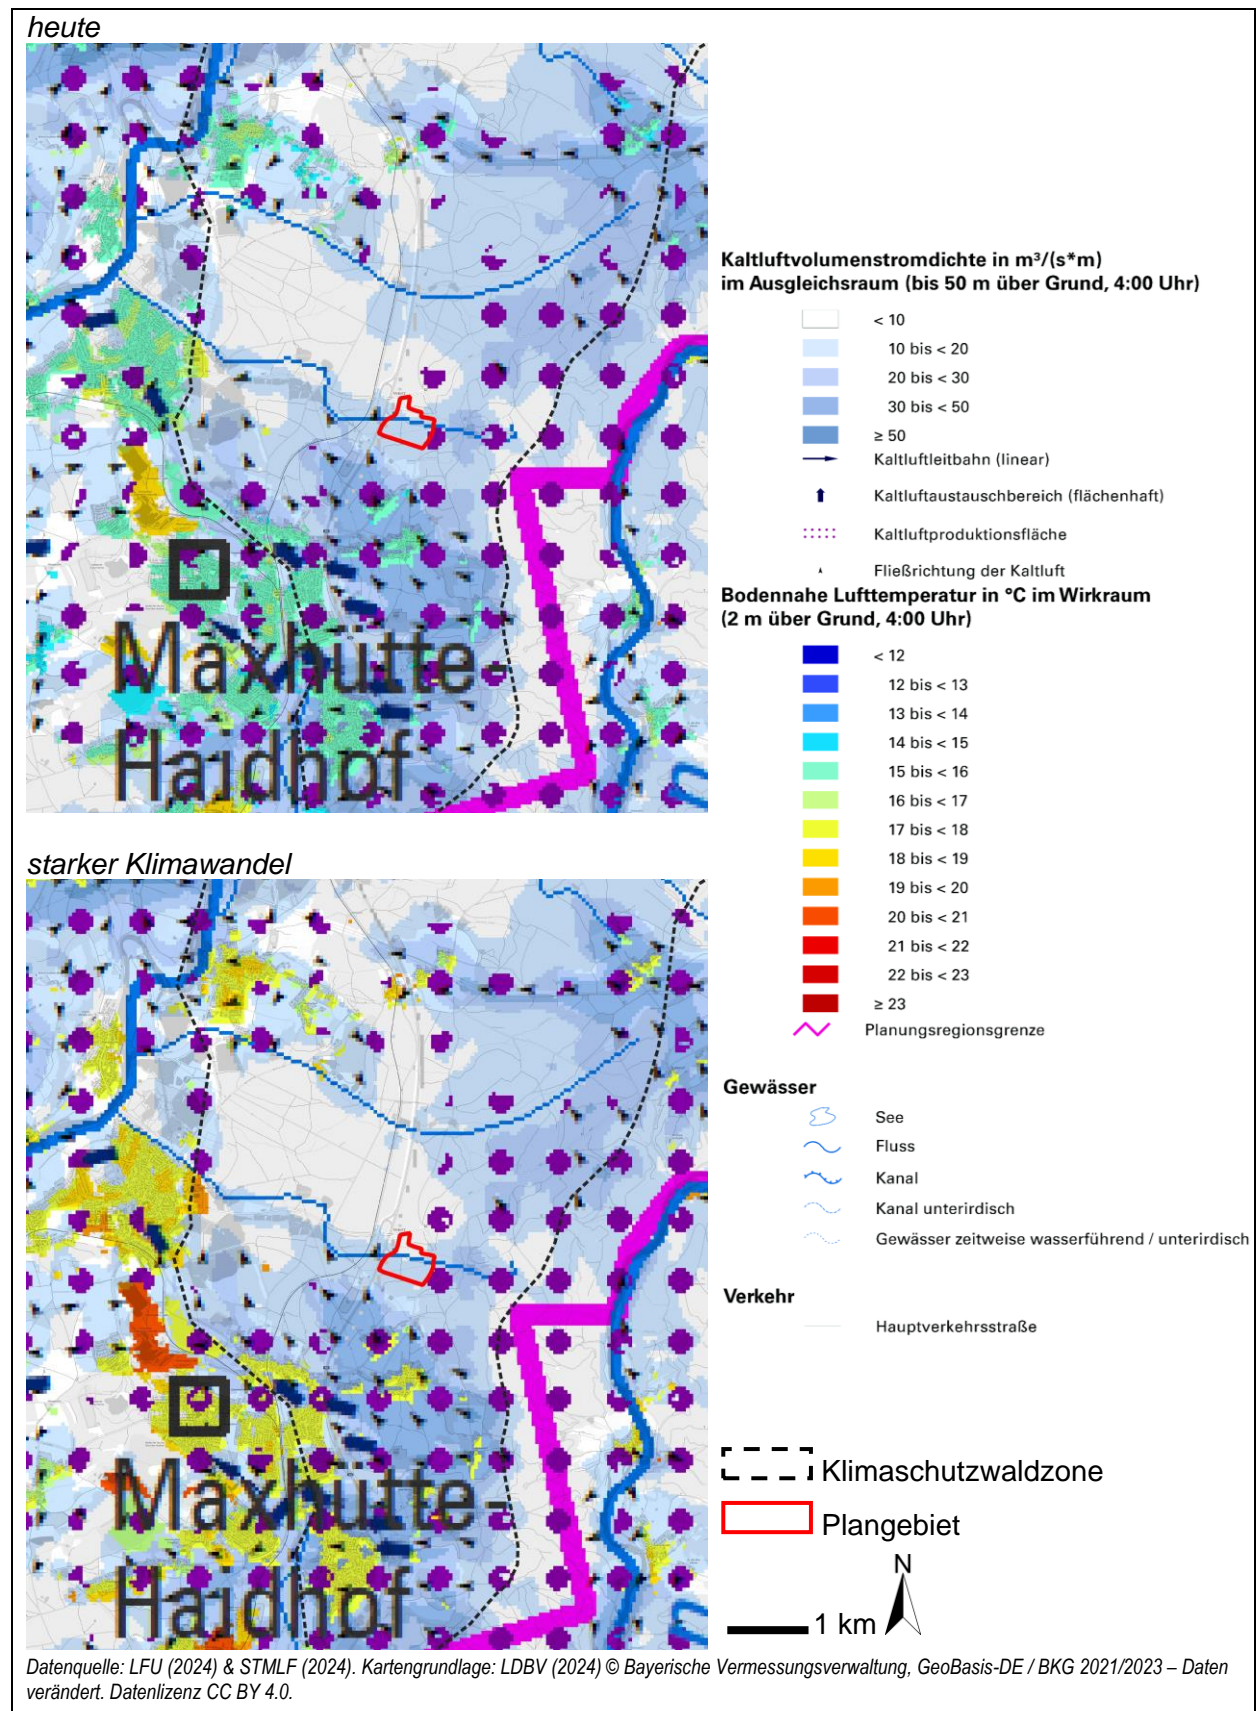 heute
Maxhütte-
Haidhof
Kaltluftvolumenstromdichte in m³/(s*m)
im Ausgleichsraum (bis 50 m über Grund, 4:00 Uhr)
< 10
10 bis < 20
20 bis < 30
30 bis < 50
≥ 50
Kaltluftleitbahn (linear)
Kaltluftaustauschbereich (flächenhaft)
Kaltluftproduktionsfläche
Fließrichtung der Kaltluft
Bodennahe Lufttemperatur in °C im Wirkraum
(2 m über Grund, 4:00 Uhr)
< 12
12 bis < 13
13 bis < 14
14 bis < 15
15 bis < 16
16 bis < 17
17 bis < 18
18 bis < 19
19 bis < 20
20 bis < 21
21 bis < 22
22 bis < 23
≥ 23
Planungsregionsgrenze
Gewässer
See
Fluss
Kanal
Kanal unterirdisch
Gewässer zeitweise wasserführend / unterirdisch
Verkehr
Hauptverkehrsstraße
starker Klimawandel
Maxhütte-
Haidhof
Klimaschutzwaldzone
Plangebiet
N
1 km
Datenquelle: LFU (2024) & STMLF (2024). Kartengrundlage: LDBV (2024) © Bayerische Vermessungsverwaltung, GeoBasis-DE / BKG 2021/2023 – Daten
verändert. Datenlizenz CC BY 4.0.